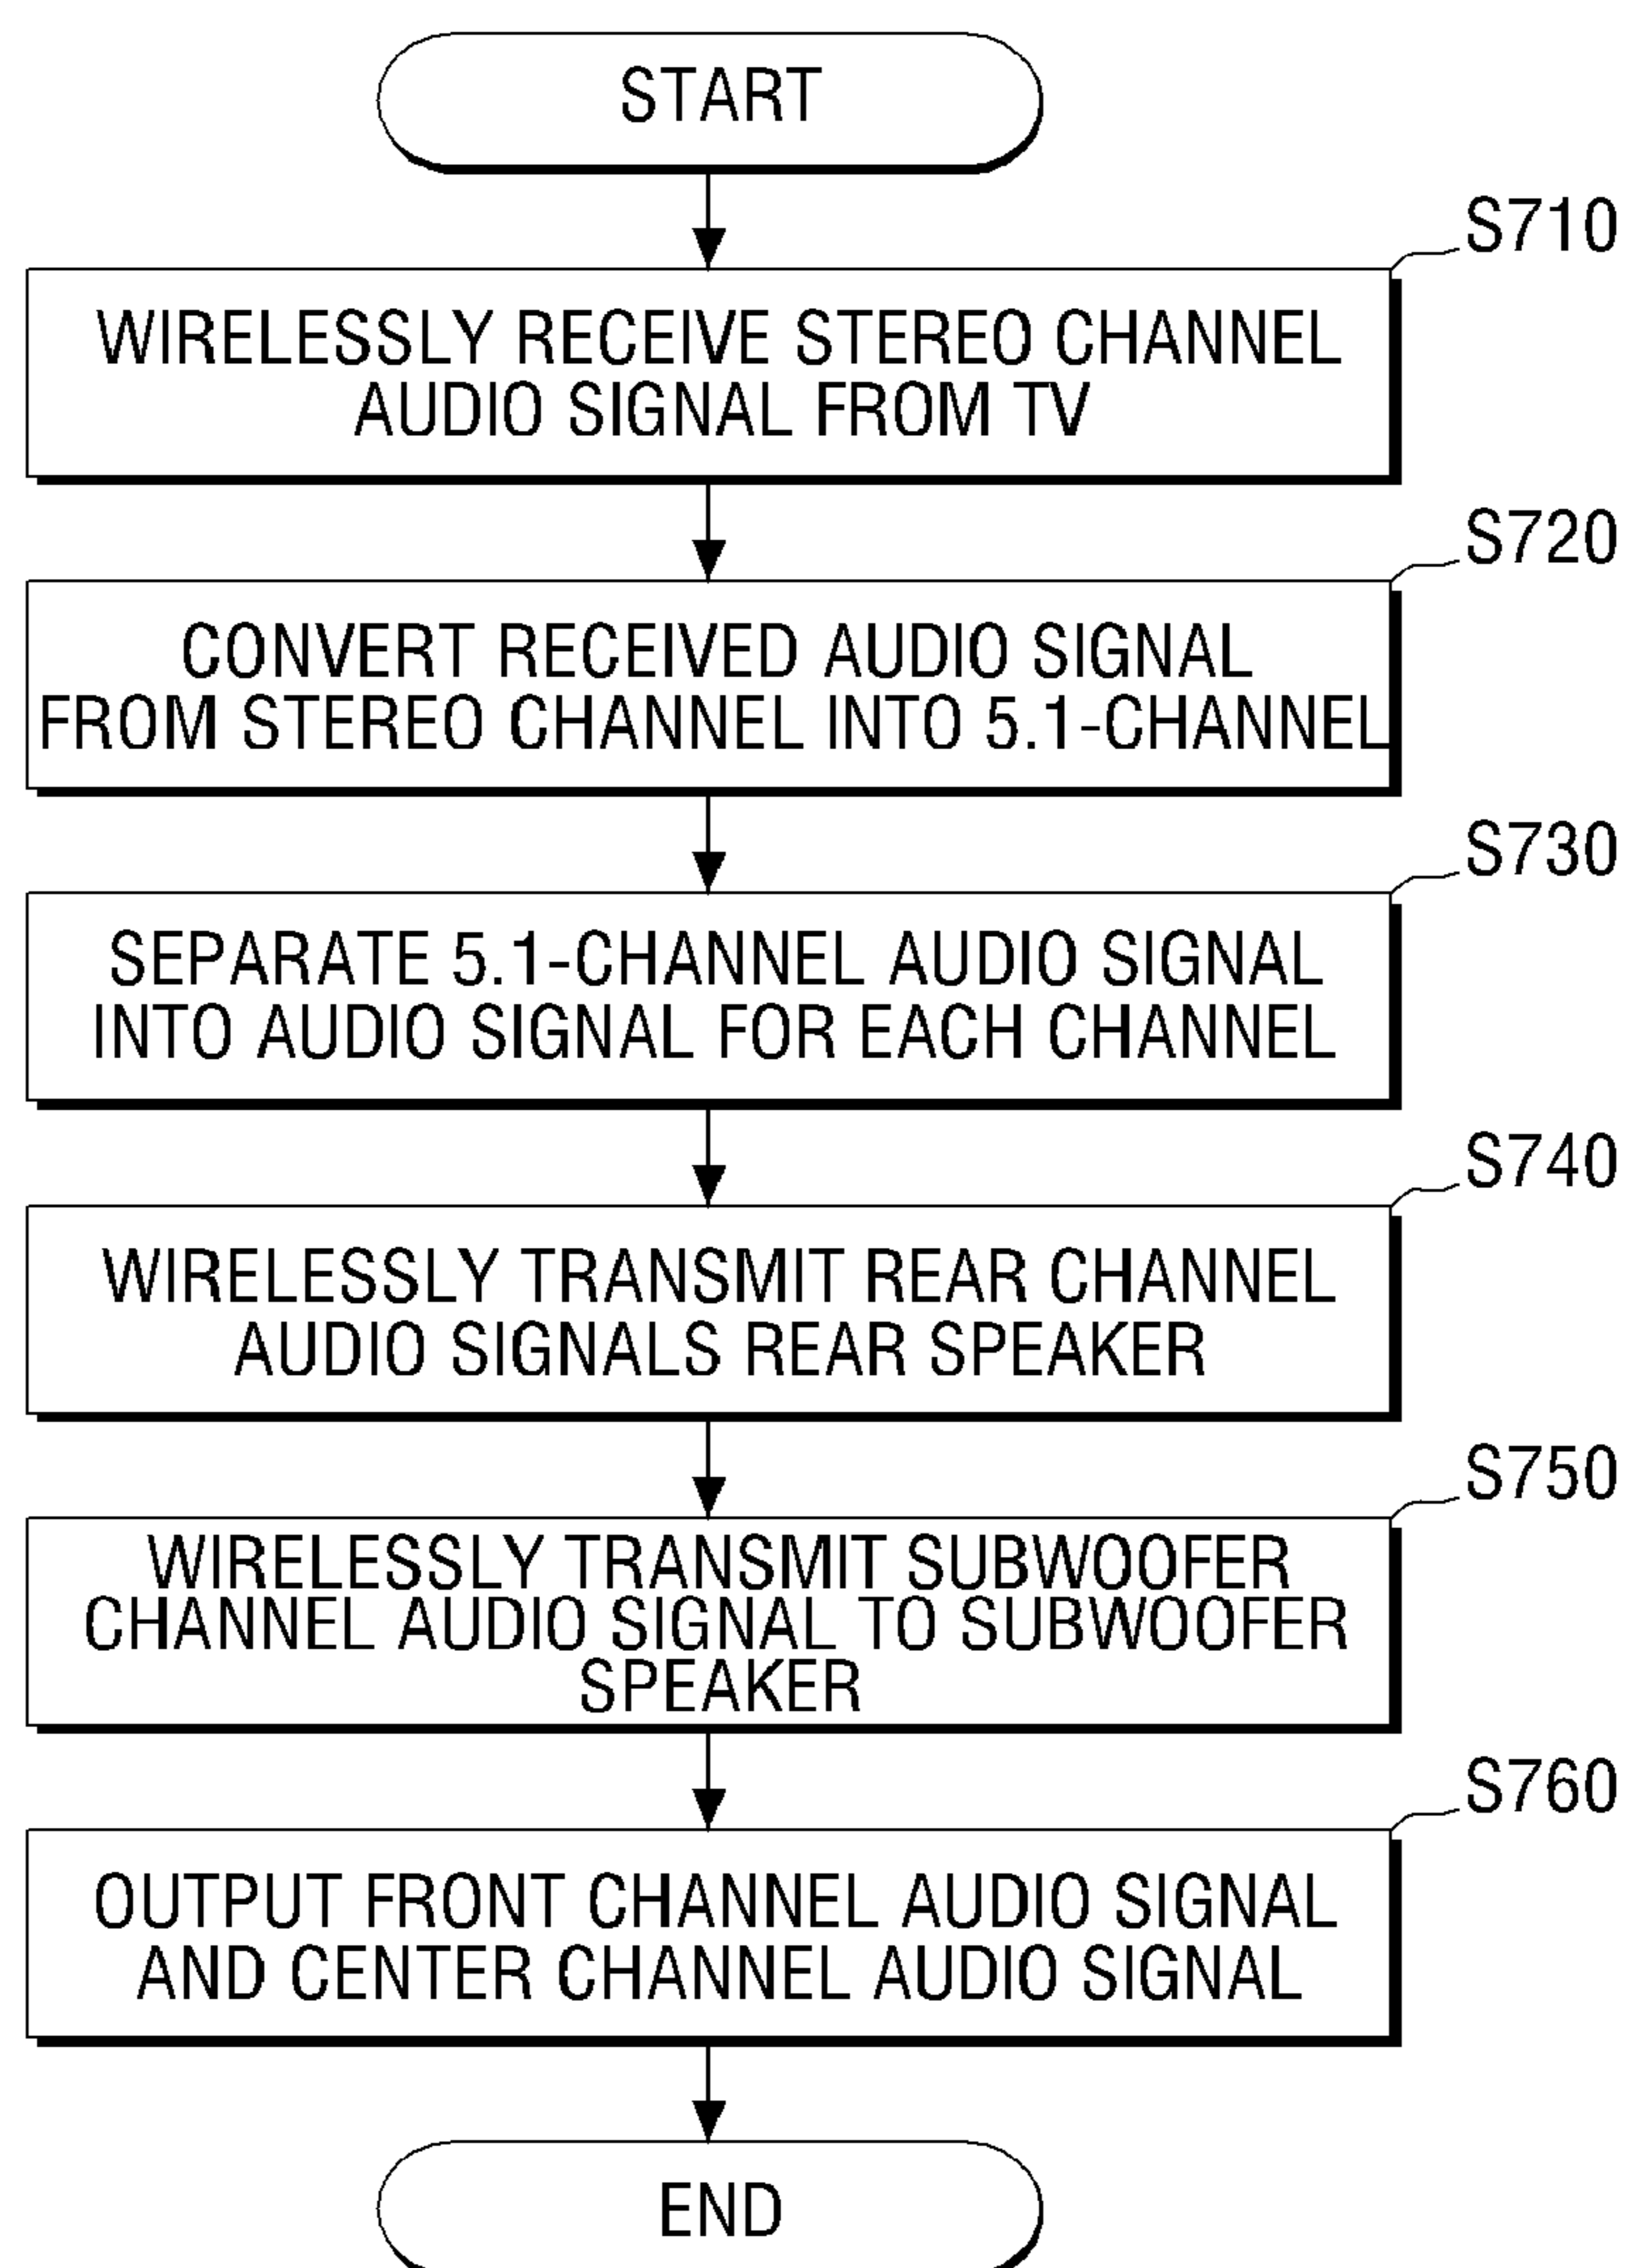 START
S710
WIRELESSLY RECEIVE STEREO CHANNEL
AUDIO SIGNAL FROM TV
S720
CONVERT RECEIVED AUDIO SIGNAL
FROM STEREO CHANNEL INTO 5.1-CHANNEL
S730
SEPARATE 5.1-CHANNEL AUDIO SIGNAL
INTO AUDIO SIGNAL FOR EACH CHANNEL
S740
WIRELESSLY TRANSMIT REAR CHANNEL
AUDIO SIGNALS REAR SPEAKER
S750
WIRELESSLY TRANSMIT SUBWOOFER
CHANNEL AUDIO SIGNAL TO SUBWOOFER
SPEAKER
S760
OUTPUT FRONT CHANNEL AUDIO SIGNAL
AND CENTER CHANNEL AUDIO SIGNAL
END